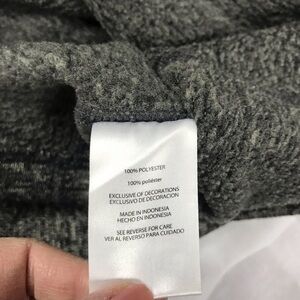 100% POLYESTER
100% poliéster
EXCLUSIVE OF DECORATIONS
EXCLUSIVO DE DECORACION
MADE IN INDONESIA
HECHO EN INDONESIA
SEE REVERSE FOR CARE
VER AL REVERSO PARA CUIDADO